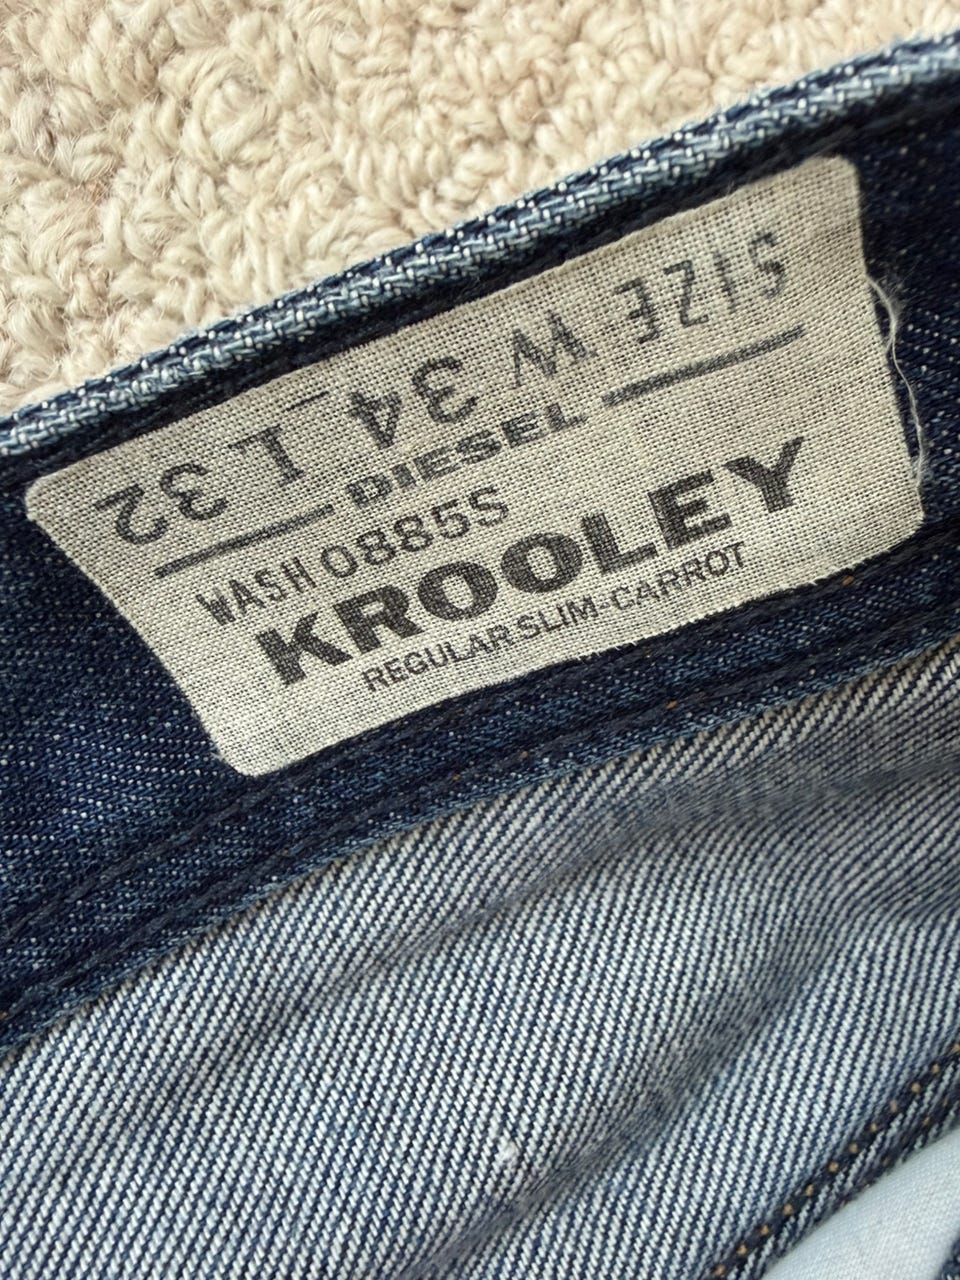 SIZE W 34 L 32
DIESEL
WASH 0885S
KROOLEY
REGULAR SLIM-CARROT